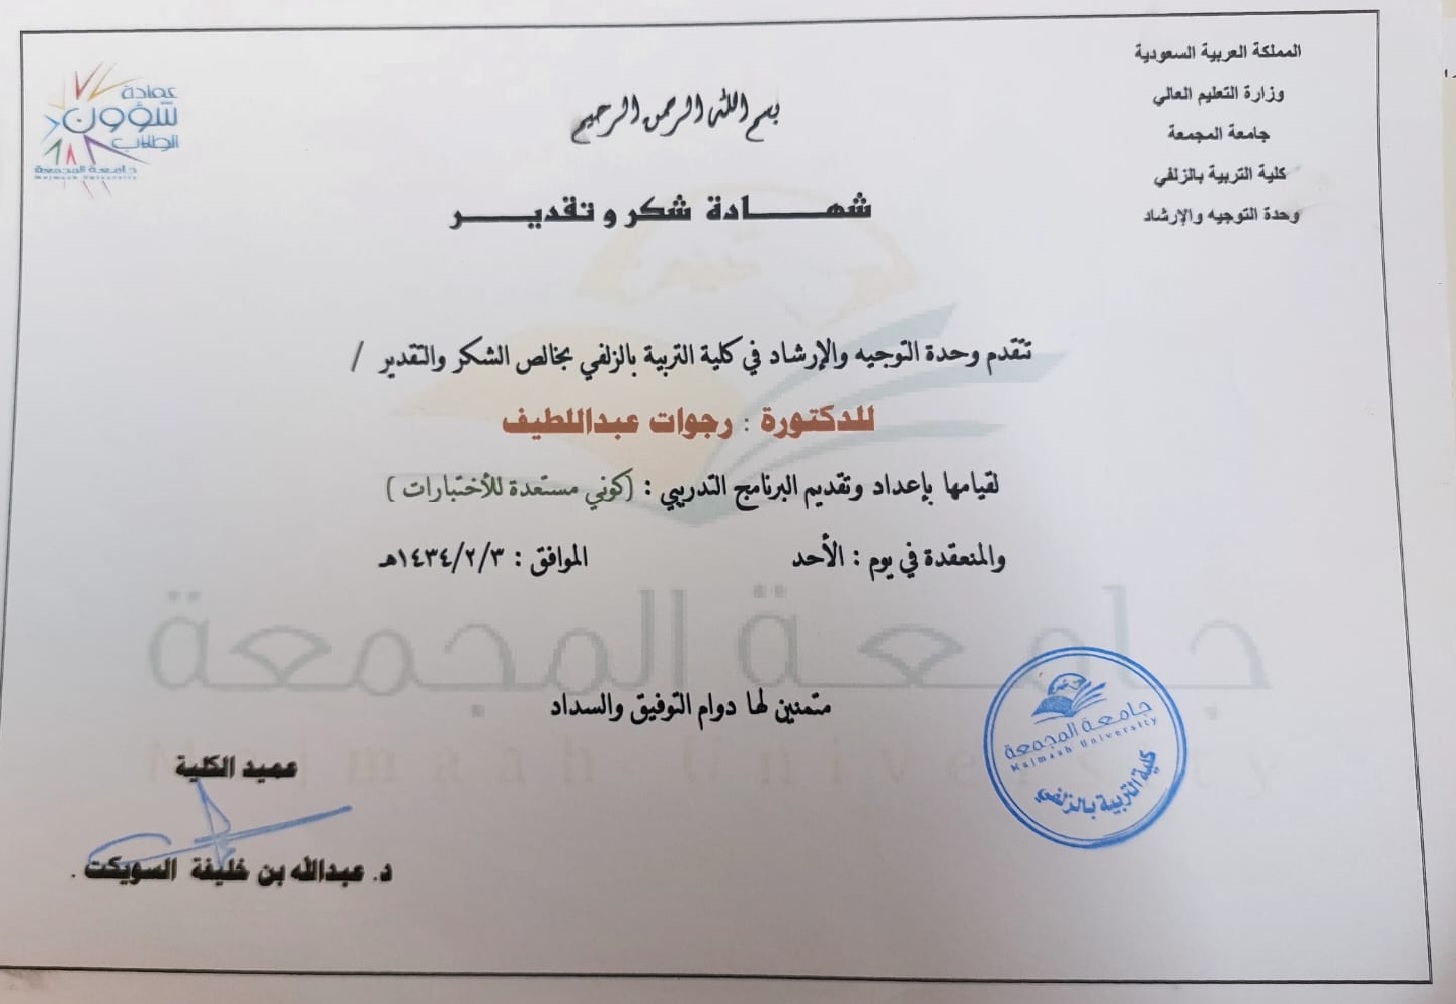 المملكة العربية السعودية
وزارة التعليم العالي
جامعة المجمعة
كلية التربية بالزلفي
وحدة التوجيه والإرشاد
عمادة
شؤون
الطلاب
جامعة المجمعة
Majmaah University
بسم الله الرحمن الرحيم
شهـــــــادة شكر و تقديــــــر
تتقدم وحدة التوجيه والإرشاد في كلية التربية بالزلفي بخالص الشكر والتقدير /
للدكتورة : رجوات عبداللطيف
لقيامها بإعداد وتقديم البرنامج التدريبي : (كوني مستعدة للأختبارات )
والمنعقدة في يوم : الأحد الموافق : ١٤٣٤/٢/٣هـ
جامعة المجمعة
Majmaah University
متمنين لها دوام التوفيق والسداد
جامعة المجمعة
Majmaah University
كلية التربية بالزلفي
عميد الكلية
د. عبدالله بن خليفة السويكت .